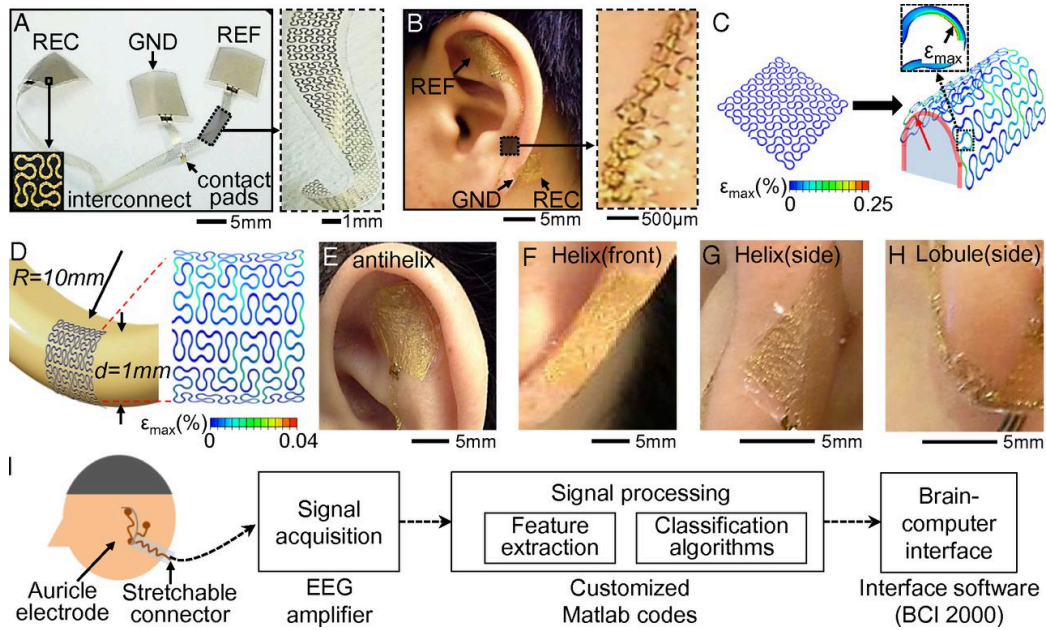 A
REC
GND
REF
interconnect
contact
pads
5mm
1mm
B
REF
GND
REC
5mm
500μm
C
εmax
εmax(%)
0
0.25
D
R=10mm
d=1mm
εmax(%)
0
0.04
E
antihelix
5mm
F
Helix(front)
5mm
G
Helix(side)
5mm
H
Lobule(side)
5mm
I
Auricle
electrode
Stretchable
connector
Signal
acquisition
EEG
amplifier
Signal processing
Feature
extraction
Classification
algorithms
Customized
Matlab codes
Brain-
computer
interface
Interface software
(BCI 2000)